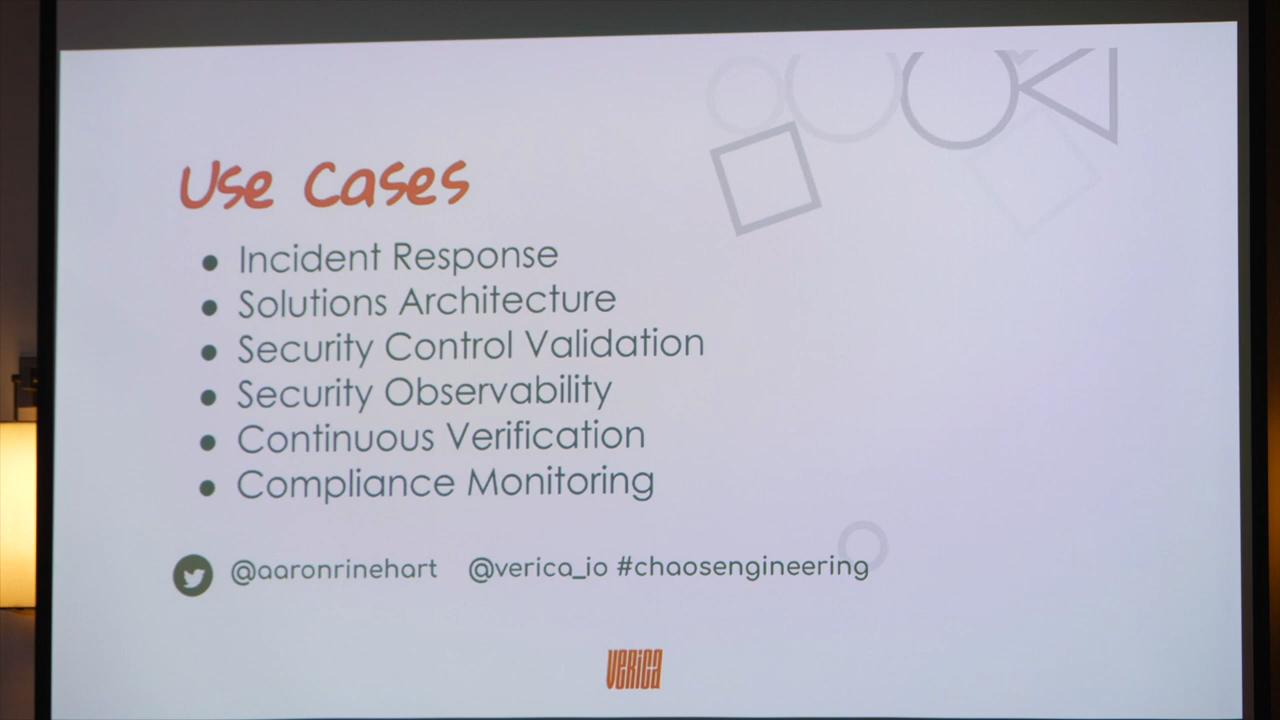 Use Cases
● Incident Response
● Solutions Architecture
● Security Control Validation
● Security Observability
● Continuous Verification
● Compliance Monitoring
@aaronrinehart @verica_io #chaosengineering
VERICA